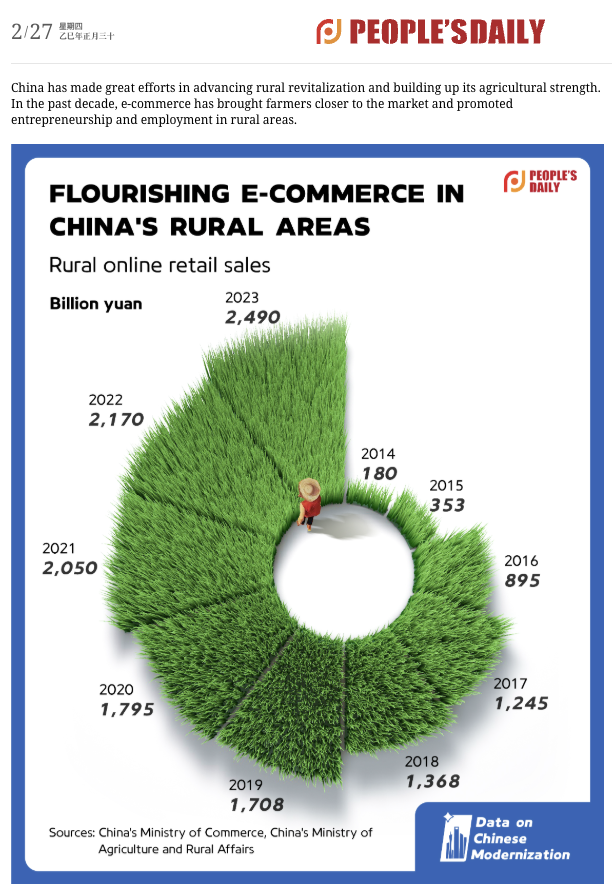 2/27
星期四
乙巳年正月三十
PEOPLE'S DAILY
China has made great efforts in advancing rural revitalization and building up its agricultural strength.
In the past decade, e-commerce has brought farmers closer to the market and promoted
entrepreneurship and employment in rural areas.
FLOURISHING E-COMMERCE IN
CHINA'S RURAL AREAS
PEOPLE'S
DAILY
Rural online retail sales
Billion yuan
2023
2,490
2022
2,170
2014
180
2015
353
2021
2,050
2016
895
2020
1,795
2017
1,245
2018
1,368
2019
1,708
Sources: China's Ministry of Commerce, China's Ministry of
Agriculture and Rural Affairs
Data on
Chinese
Modernization